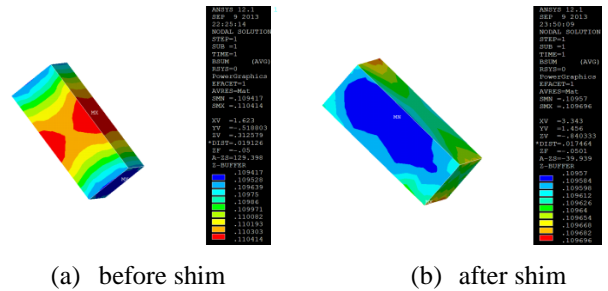 ANSYS 12.1
SEP 9 2013
22:25:14
NODAL SOLUTION
STEP=1
SUB =1
TIME=1
BSUM (AVG)
RSYS=0
PowerGraphics
EFACET=1
AVRES=Mat
SMN =.109417
SMX =.110414
XV =1.623
YV =-.518803
ZV =.312579
*DIST=.019126
ZF =-.05
A-ZS=129.398
Z-BUFFER
.109417
.109528
.109639
.10975
.10986
.109971
.110082
.110193
.110303
.110414
MX
MN
(a) before shim
ANSYS 12.1
SEP 9 2013
23:50:09
NODAL SOLUTION
STEP=1
SUB =1
TIME=1
BSUM (AVG)
RSYS=0
PowerGraphics
EFACET=1
AVRES=Mat
SMN =.10957
SMX =.109696
XV =3.343
YV =1.456
ZV =-.840333
*DIST=.017464
ZF =-.0501
A-ZS=-39.939
Z-BUFFER
.10957
.109584
.109598
.109612
.109626
.10964
.109654
.109668
.109682
.109696
MN
(b) after shim